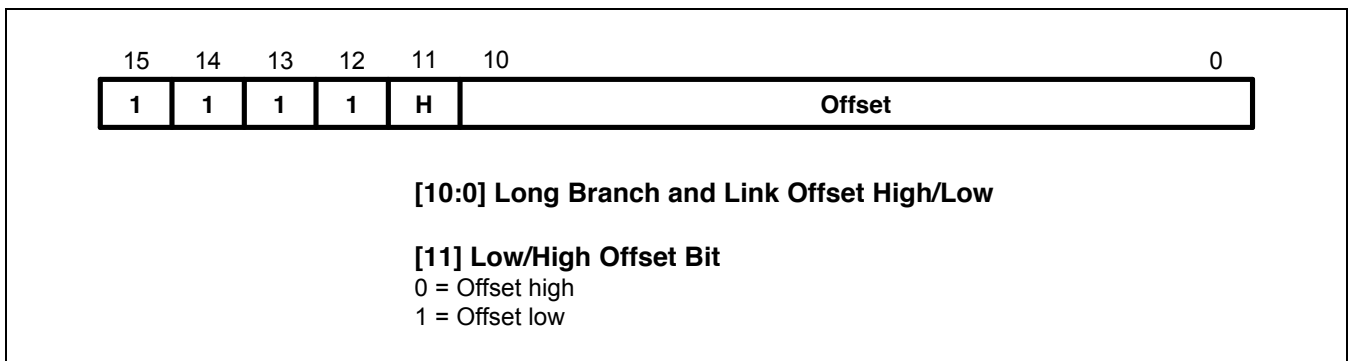 15 14 13 12 11 10 0
1 1 1 1 H Offset
[10:0] Long Branch and Link Offset High/Low
[11] Low/High Offset Bit
0 = Offset high
1 = Offset low